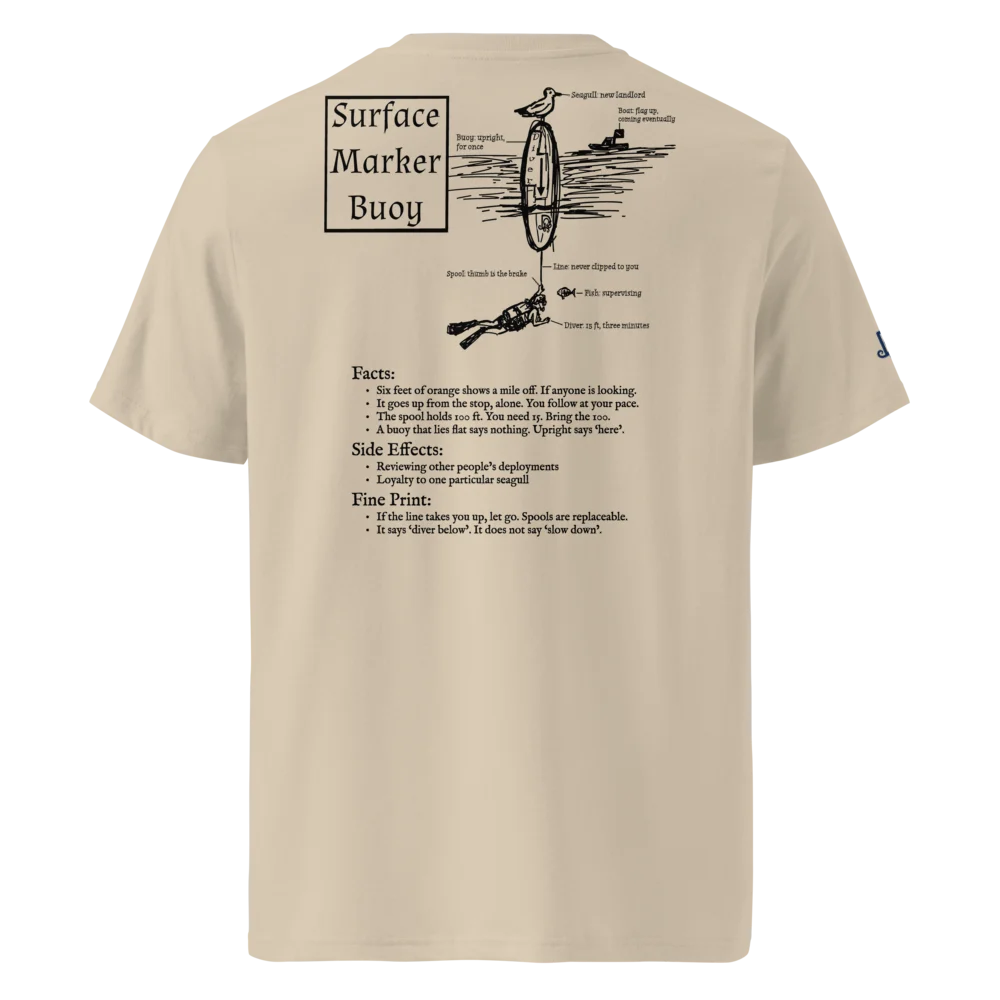 Surface
Marker
Buoy
Seagull: new landlord
Boat: flag up,
coming eventually
Buoy: upright,
for once
Line: never clipped to you
Spool: thumb is the brake
Fish: supervising
Diver: 15 ft, three minutes
Facts:
• Six feet of orange shows a mile off. If anyone is looking.
• It goes up from the stop, alone. You follow at your pace.
• The spool holds 100 ft. You need 15. Bring the 100.
• A buoy that lies flat says nothing. Upright says ‘here’.
Side Effects:
• Reviewing other people’s deployments
• Loyalty to one particular seagull
Fine Print:
• If the line takes you up, let go. Spools are replaceable.
• It says ‘diver below’. It does not say ‘slow down’.